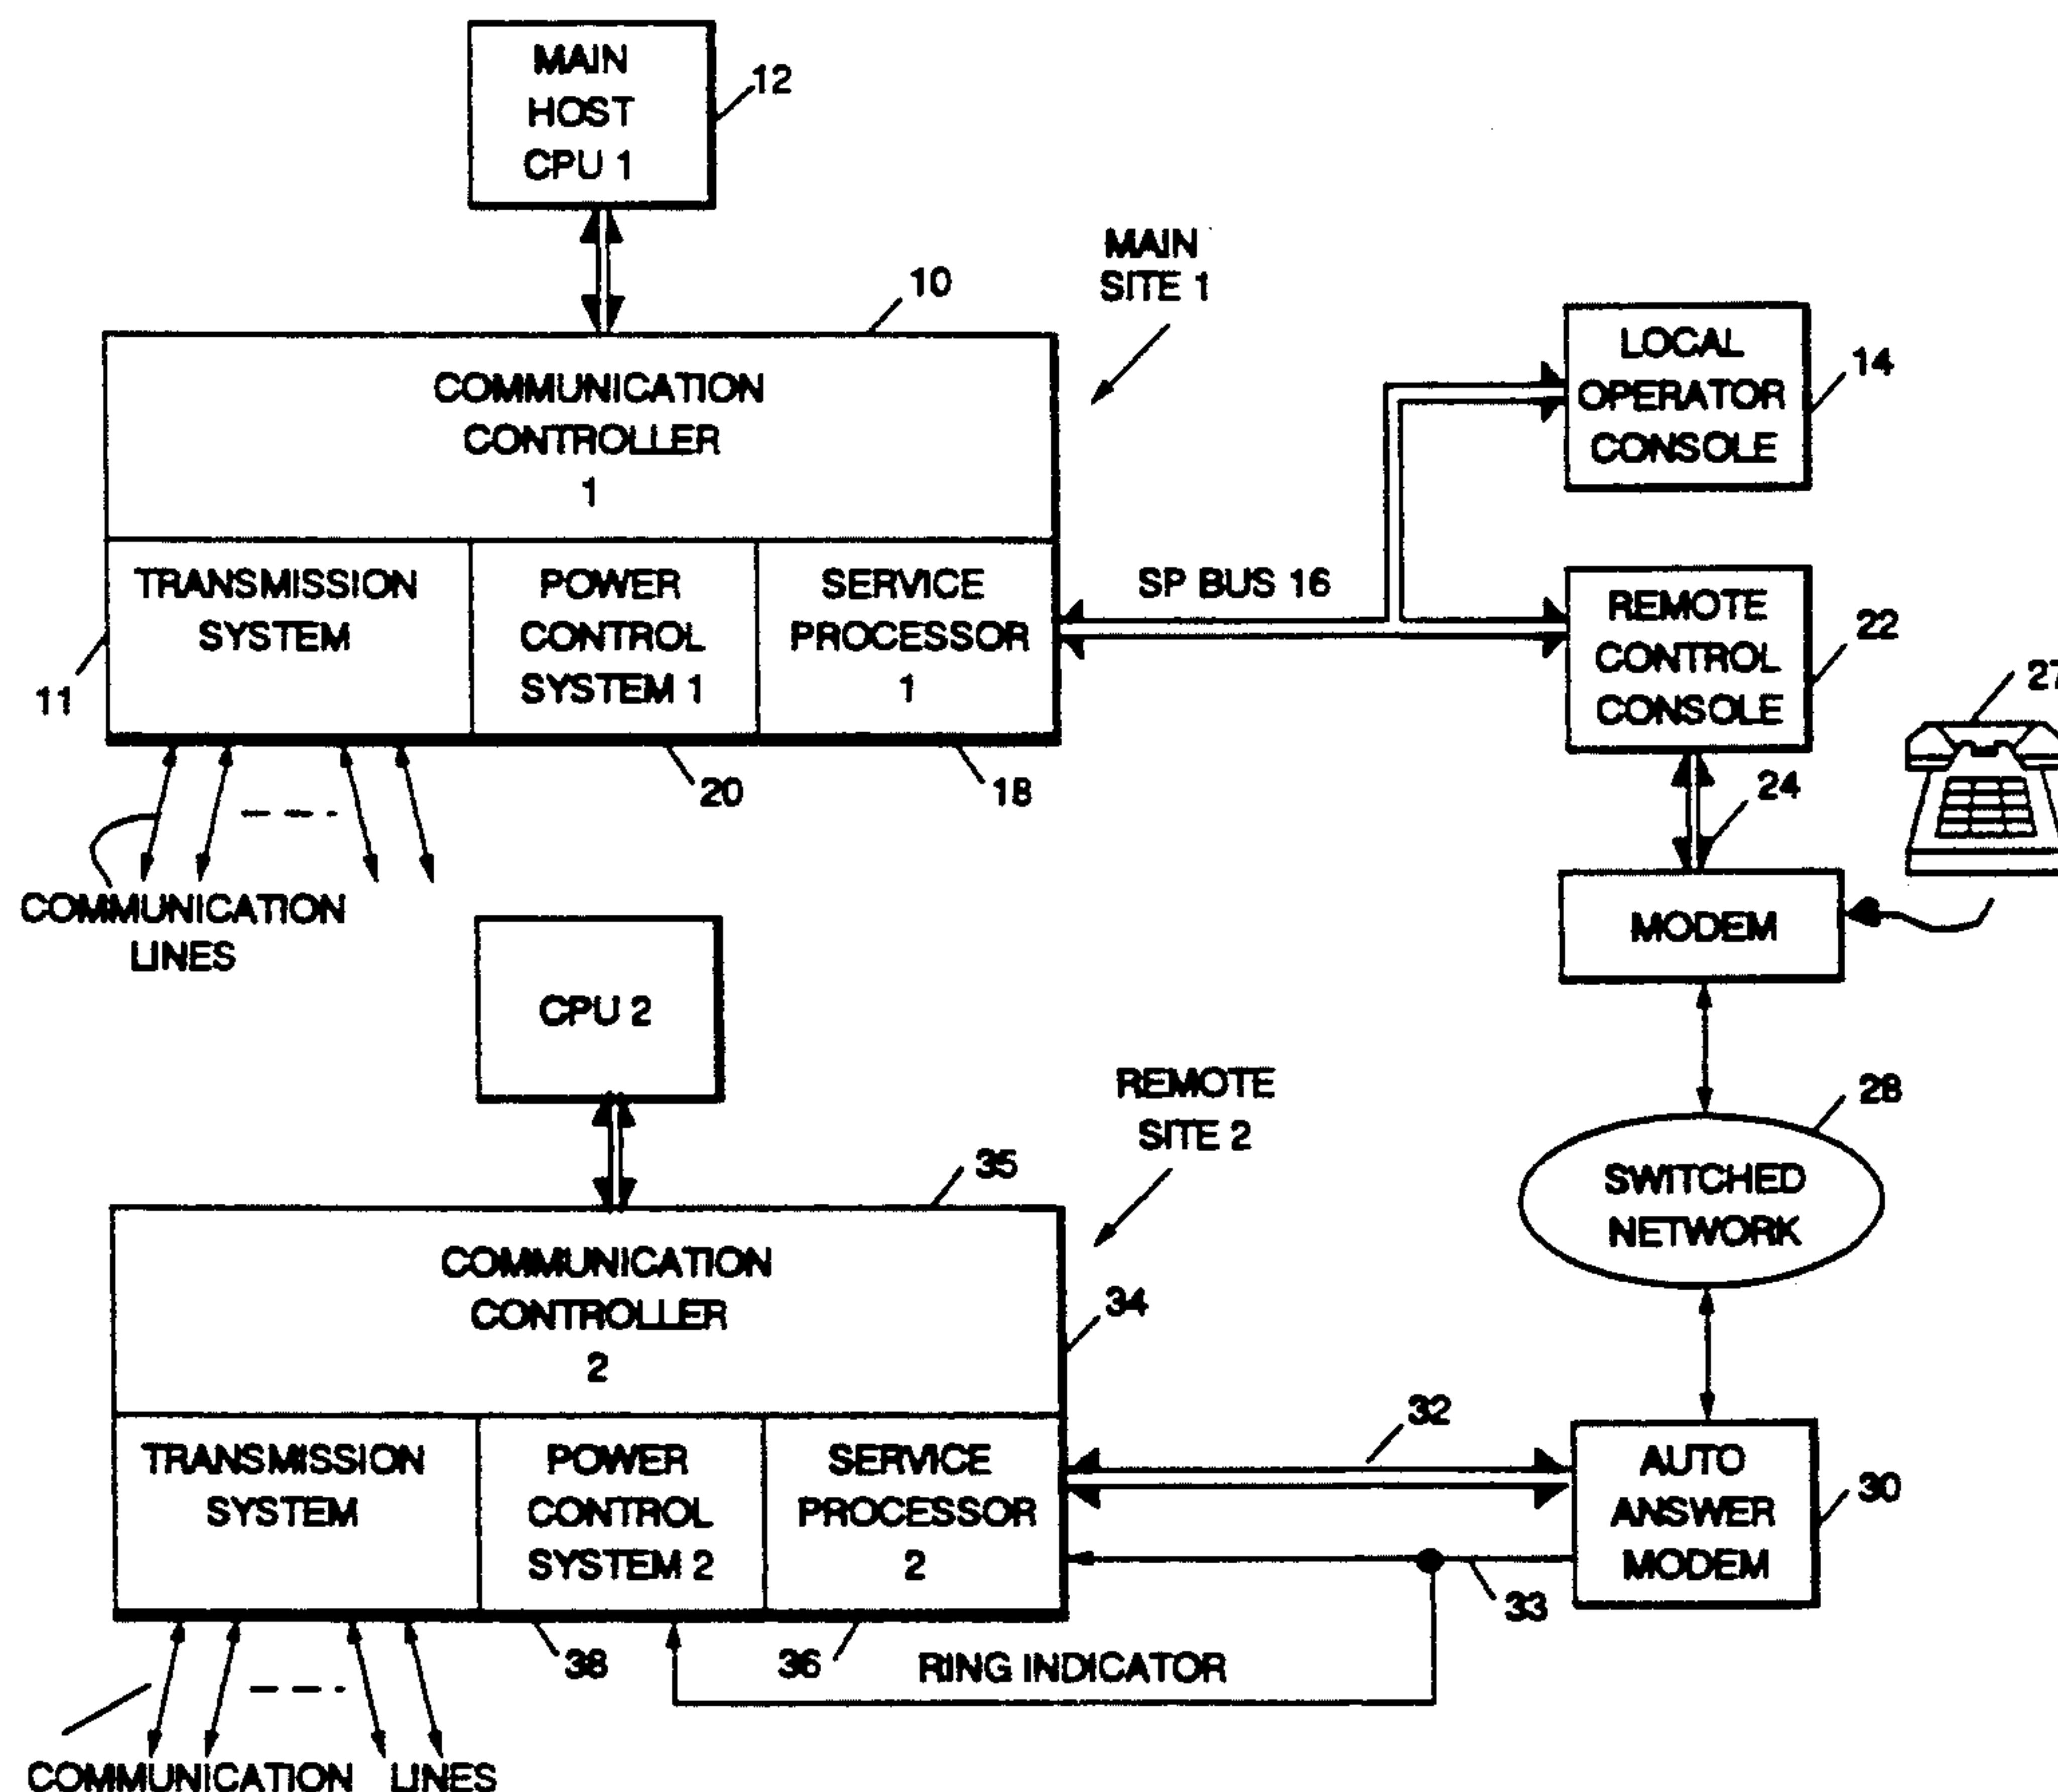 MAIN
HOST
CPU 1
12
MAIN
SITE 1
10
COMMUNICATION
CONTROLLER
1
LOCAL
OPERATOR
CONSOLE
14
TRANSMISSION
SYSTEM
11
POWER
CONTROL
SYSTEM 1
20
SERVICE
PROCESSOR
1
18
SP BUS 16
REMOTE
CONTROL
CONSOLE
22
27
24
COMMUNICATION
LINES
MODEM
CPU 2
REMOTE
SITE 2
28
SWITCHED
NETWORK
35
COMMUNICATION
CONTROLLER
2
34
TRANSMISSION
SYSTEM
POWER
CONTROL
SYSTEM 2
38
SERVICE
PROCESSOR
2
36
32
33
AUTO
ANSWER
MODEM
30
RING INDICATOR
COMMUNICATION LINES